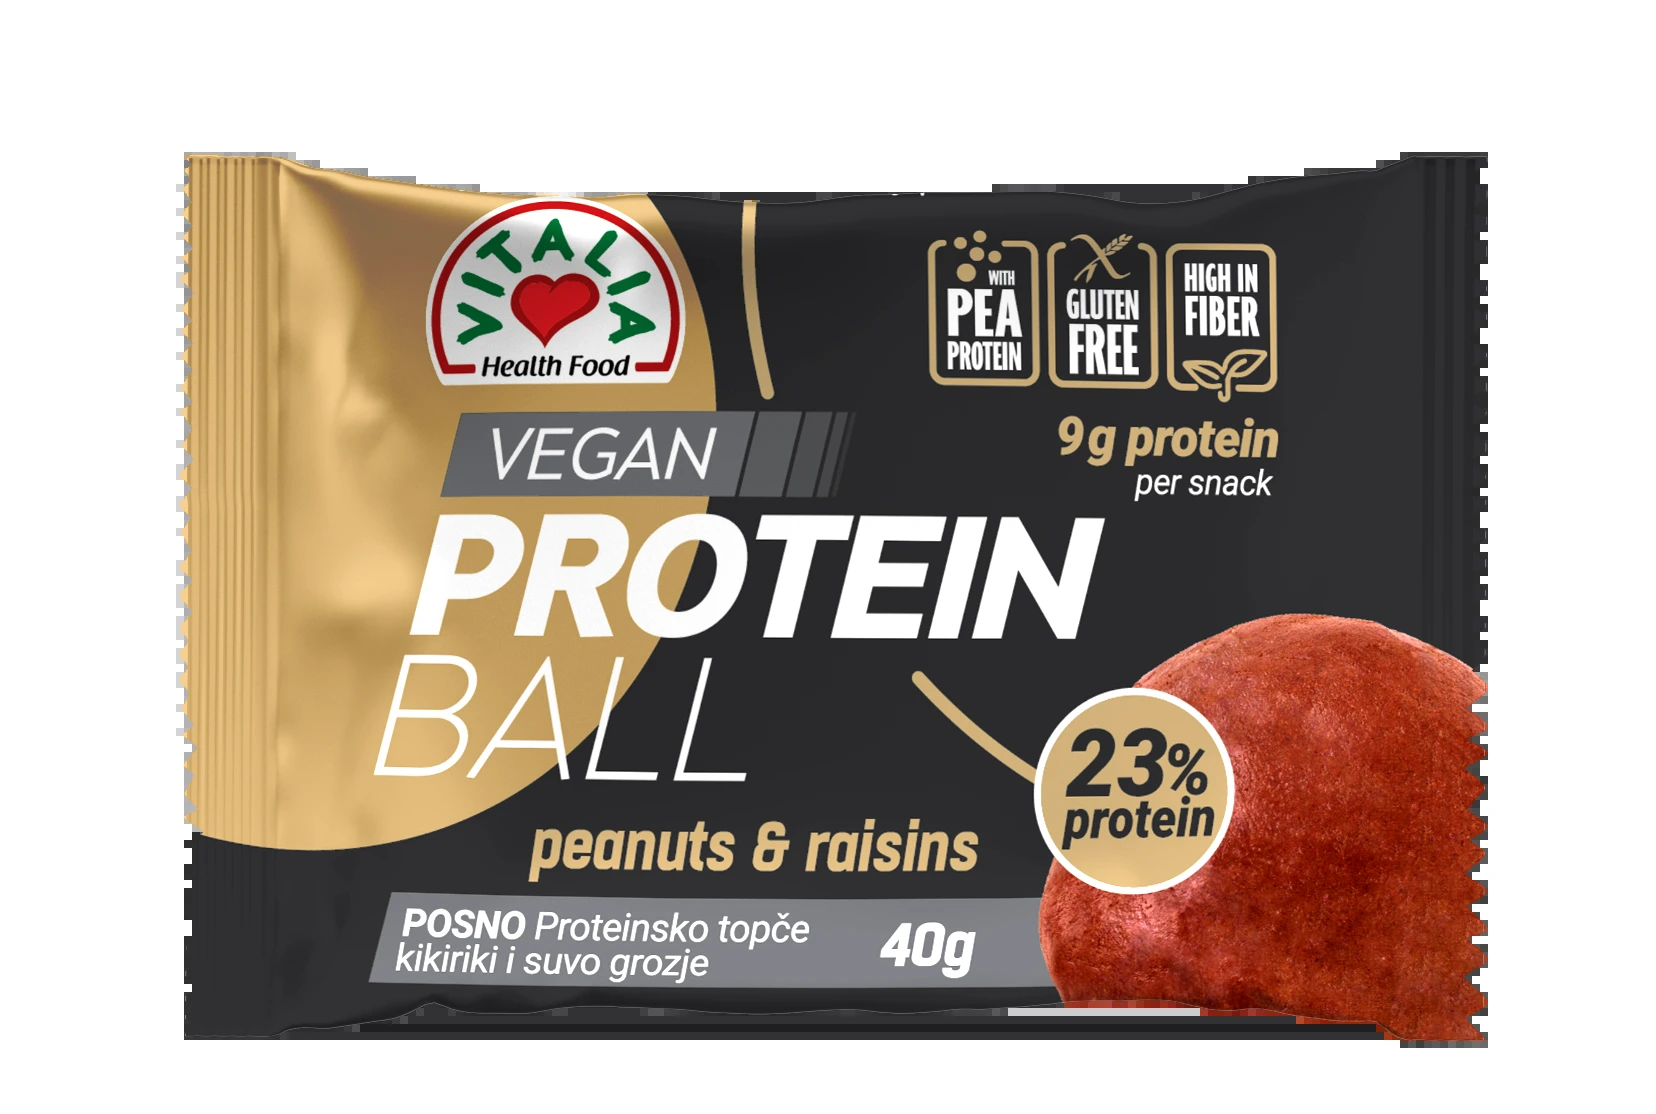 VITALIA
Health Food
WITH
PEA
PROTEIN
GLUTEN
FREE
HIGH IN
FIBER
9g protein
per snack
VEGAN
PROTEIN
BALL
23%
protein
peanuts & raisins
POSNO Proteinsko topče
kikiriki i suvo grozje
40g